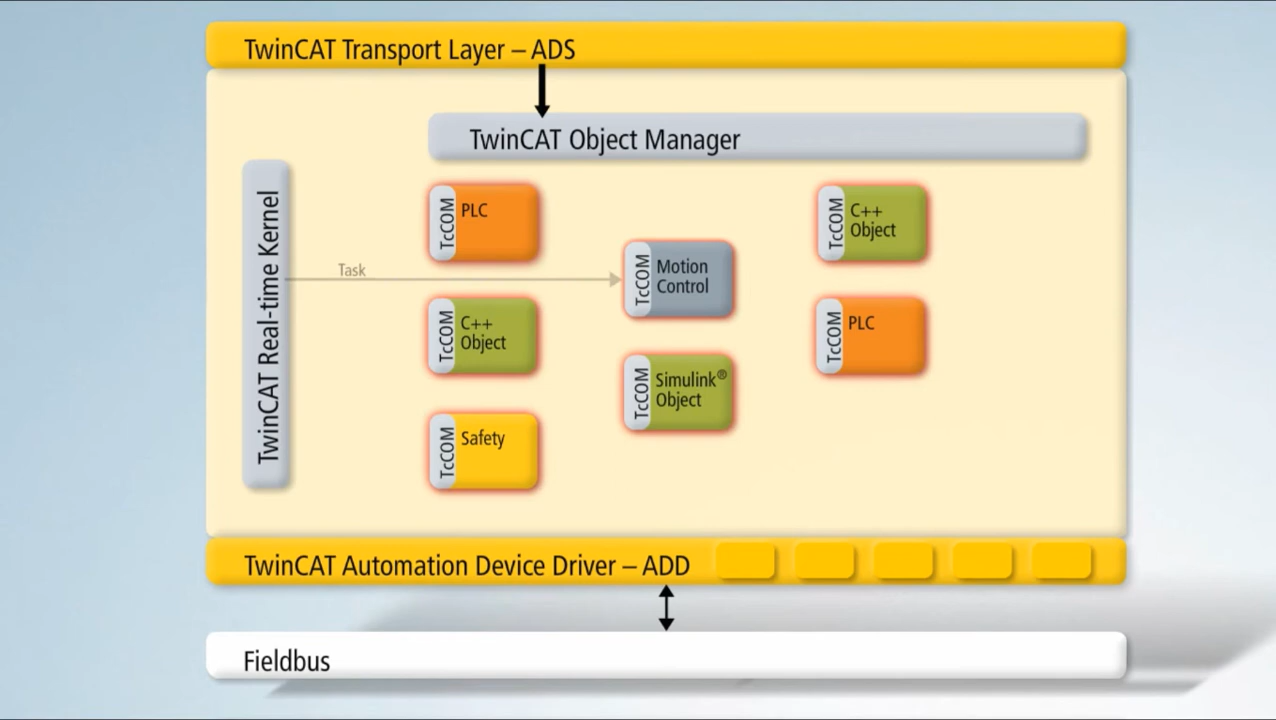 TwinCAT Transport Layer – ADS
TwinCAT Object Manager
TwinCAT Real-time Kernel
Task
TcCOM
PLC
TcCOM
C++
Object
TcCOM
Safety
TcCOM
Motion
Control
TcCOM
Simulink®
Object
TcCOM
C++
Object
TcCOM
PLC
TwinCAT Automation Device Driver – ADD
Fieldbus